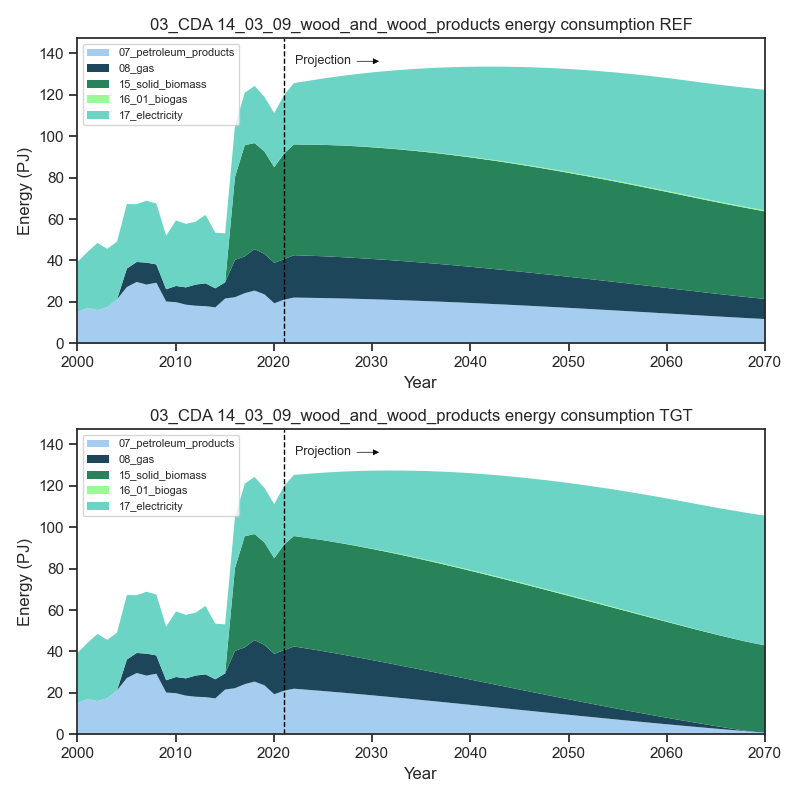 03_CDA 14_03_09_wood_and_wood_products energy consumption REF
Energy (PJ)
140
120
100
80
60
40
20
0
07_petroleum_products
08_gas
15_solid_biomass
16_01_biogas
17_electricity
Projection
2000 2010 2020 2030 2040 2050 2060 2070
Year
03_CDA 14_03_09_wood_and_wood_products energy consumption TGT
Energy (PJ)
140
120
100
80
60
40
20
0
07_petroleum_products
08_gas
15_solid_biomass
16_01_biogas
17_electricity
Projection
2000 2010 2020 2030 2040 2050 2060 2070
Year